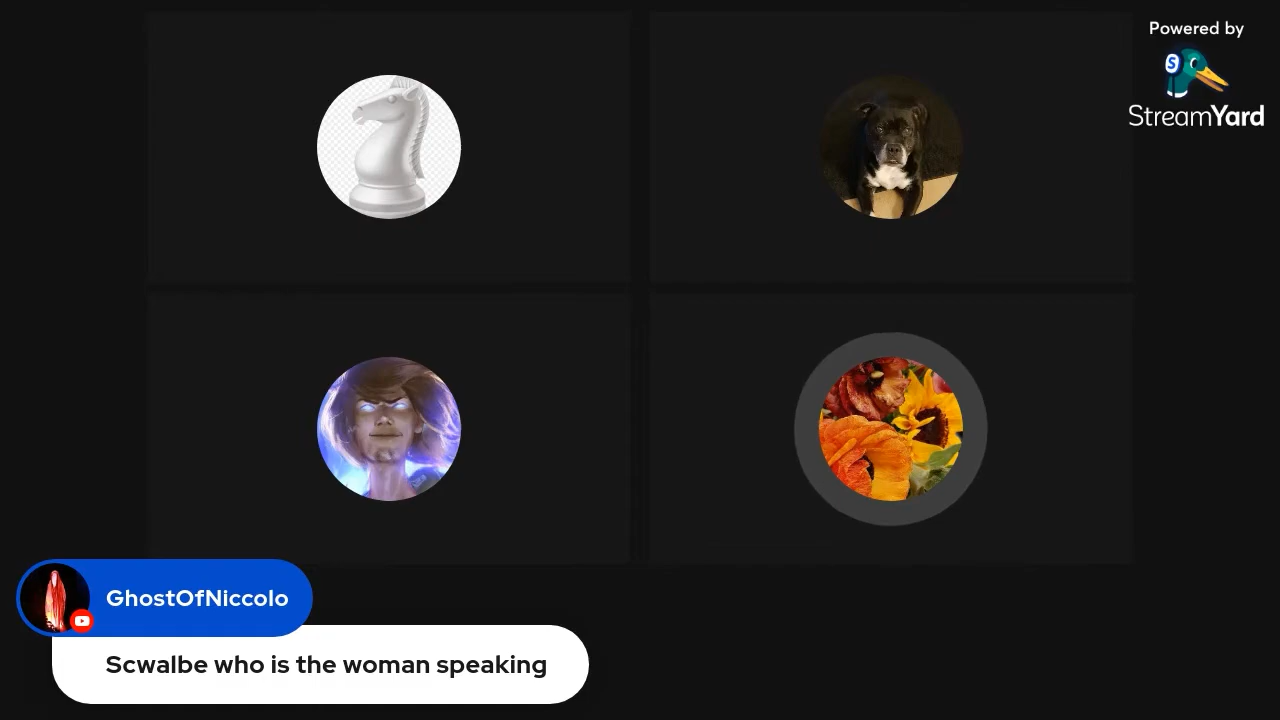 Powered by
StreamYard
GhostOfNiccolo
Scwalbe who is the woman speaking